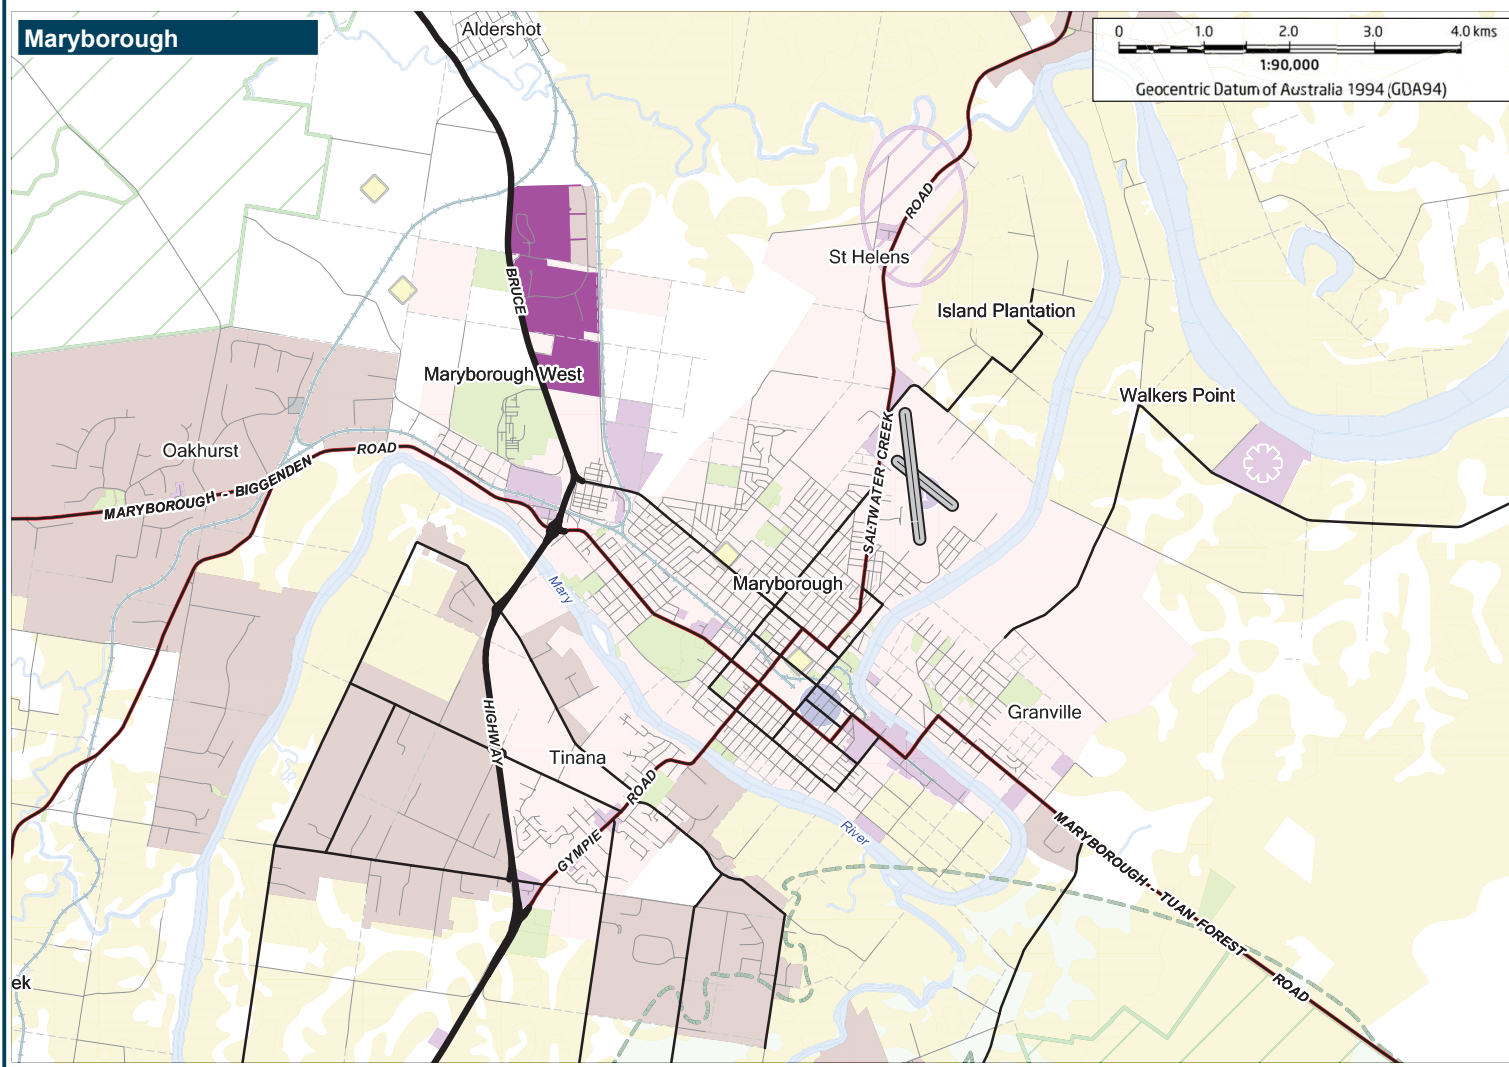 Maryborough
Aldershot
0 1.0 2.0 3.0 4.0 kms
1:90,000
Geocentric Datum of Australia 1994 (GDA94)
ROAD
St Helens
BRUCE
Island Plantation
Maryborough West
Walkers Point
Oakhurst
MARYBOROUGH - BIGGENDEN ROAD
SALTWATER CREEK
Mary
Maryborough
HIGHWAY
Granville
Tinana
GYMPIE ROAD
River
MARYBOROUGH - TUAN FOREST ROAD
ek